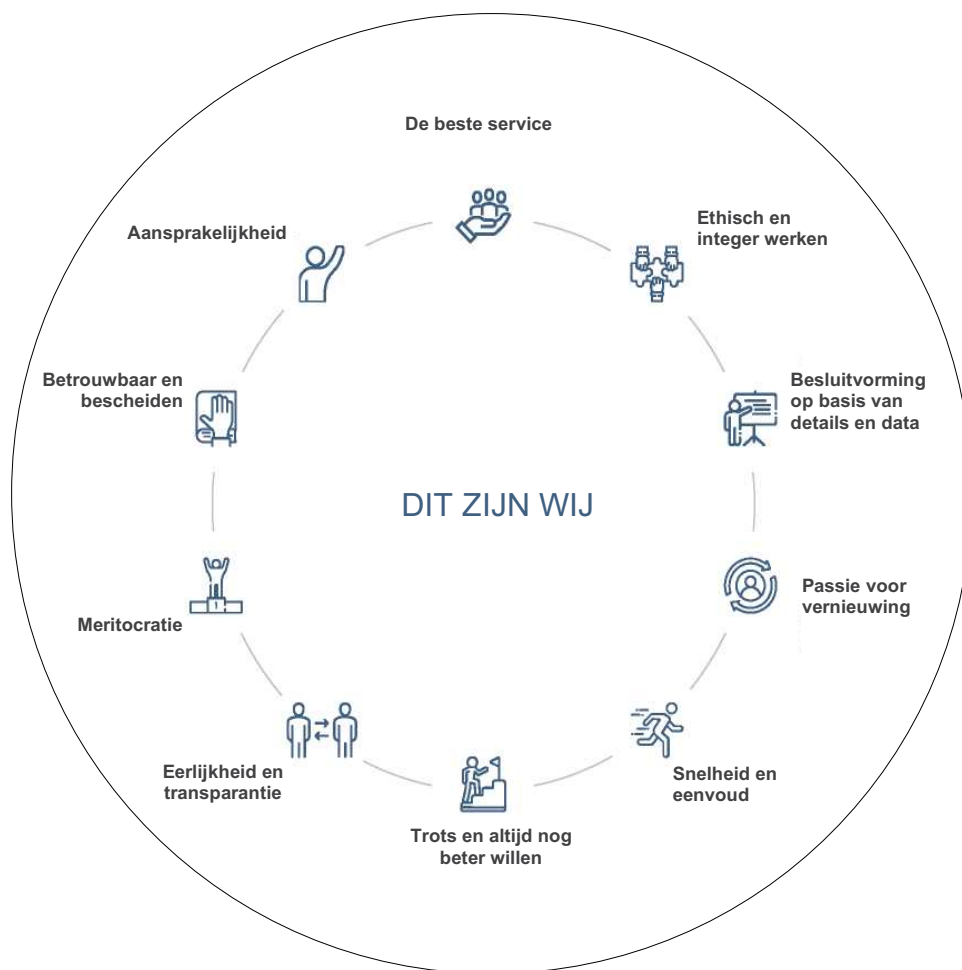 De beste service
Ethisch en
integer werken
Besluitvorming
op basis van
details en data
Passie voor
vernieuwing
Snelheid en
eenvoud
Trots en altijd nog
beter willen
Eerlijkheid en
transparantie
Meritocratie
Betrouwbaar en
bescheiden
Aansprakelijkheid
DIT ZIJN WIJ